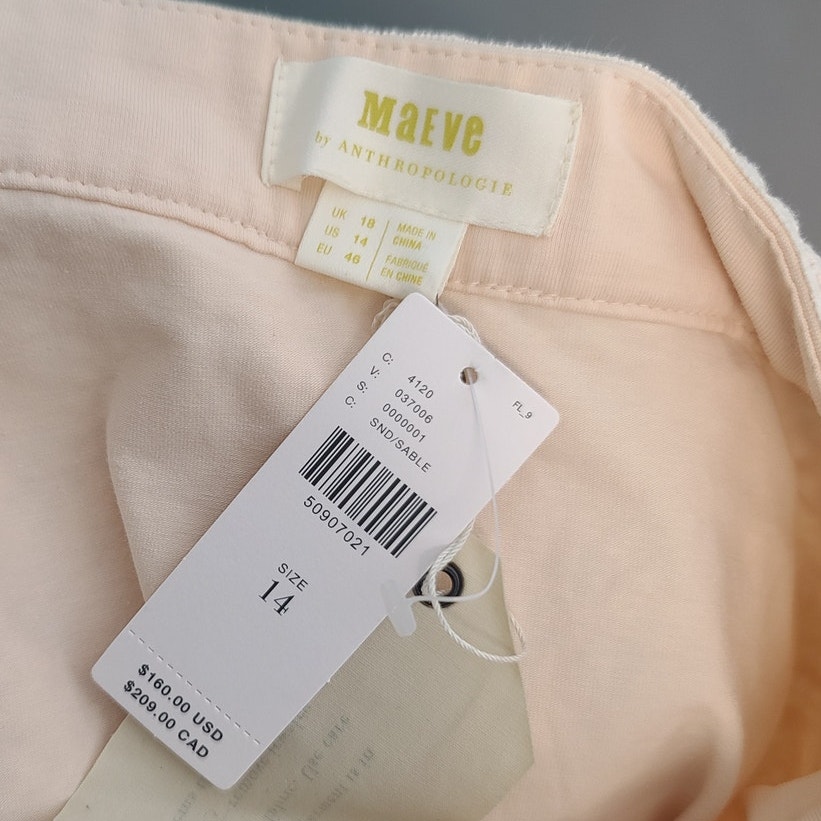 MaEVe
by ANTHROPOLOGIE
UK 18
US 14
EU 46
MADE IN
CHINA
FABRIQUÉ
EN CHINE
FL_9
C: 4120
V: 037006
S: 0000001
C: SND/SABLE
50907021
SIZE
14
$160.00 USD
$209.00 CAD